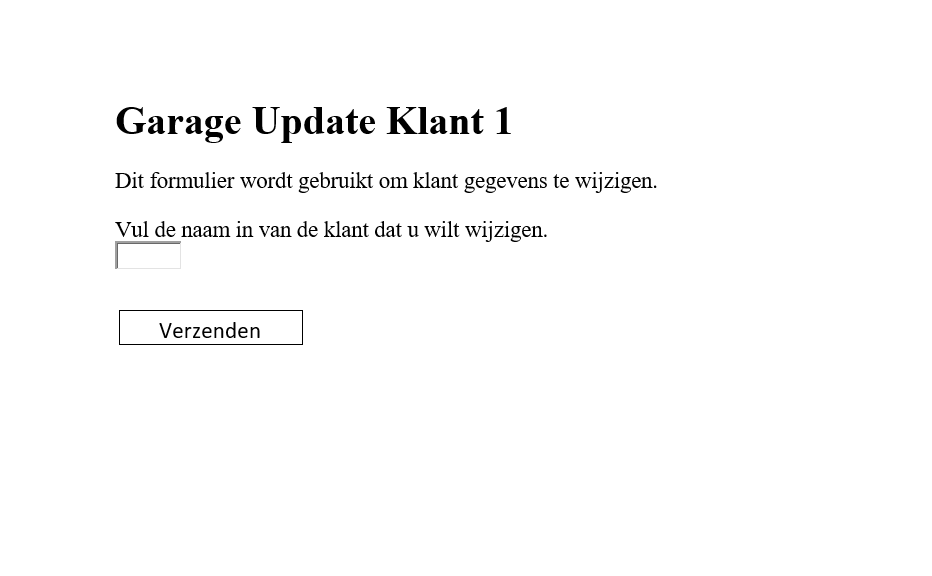 Garage Update Klant 1
Dit formulier wordt gebruikt om klant gegevens te wijzigen.
Vul de naam in van de klant dat u wilt wijzigen.
Verzenden